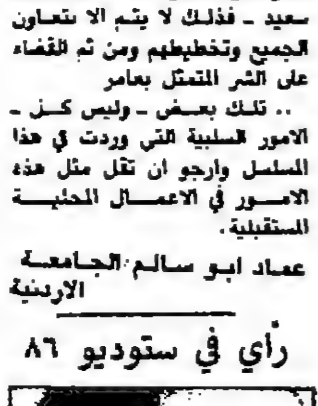 سعيد ـ فذلك لا يتم الا بتعاون
الجميع وتخطيطهم ومن ثم القضاء
على الشر المتمثل بعامر
.. تلك بعض ـ وليس كل ـ
الامور السلبية التي وردت في هذا
المسلسل وارجو ان تقل مثل هذه
الامور في الاعمال المحلية
المستقبلية .
عماد ابو سالم الجامعة
الاردنية
رأي في ستوديو ٨٦